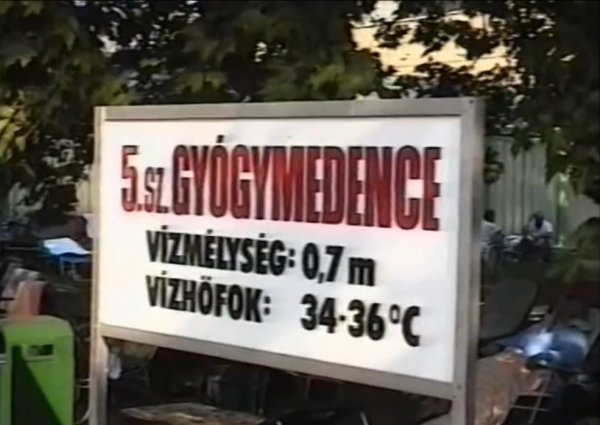 5.sz. GYÓGYMEDENCE
VÍZMÉLYSÉG: 0,7 m
VÍZHŐFOK: 34-36°C